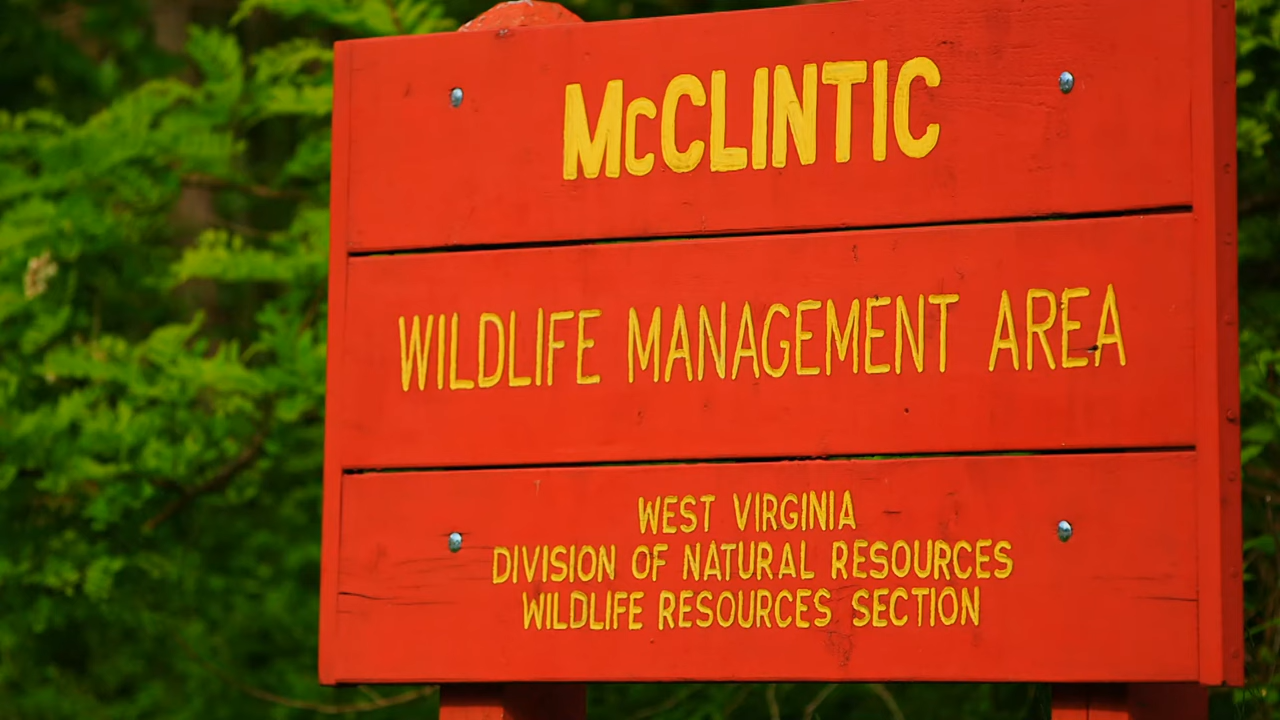 McCLINTIC
WILDLIFE MANAGEMENT AREA
WEST VIRGINIA
DIVISION OF NATURAL RESOURCES
WILDLIFE RESOURCES SECTION